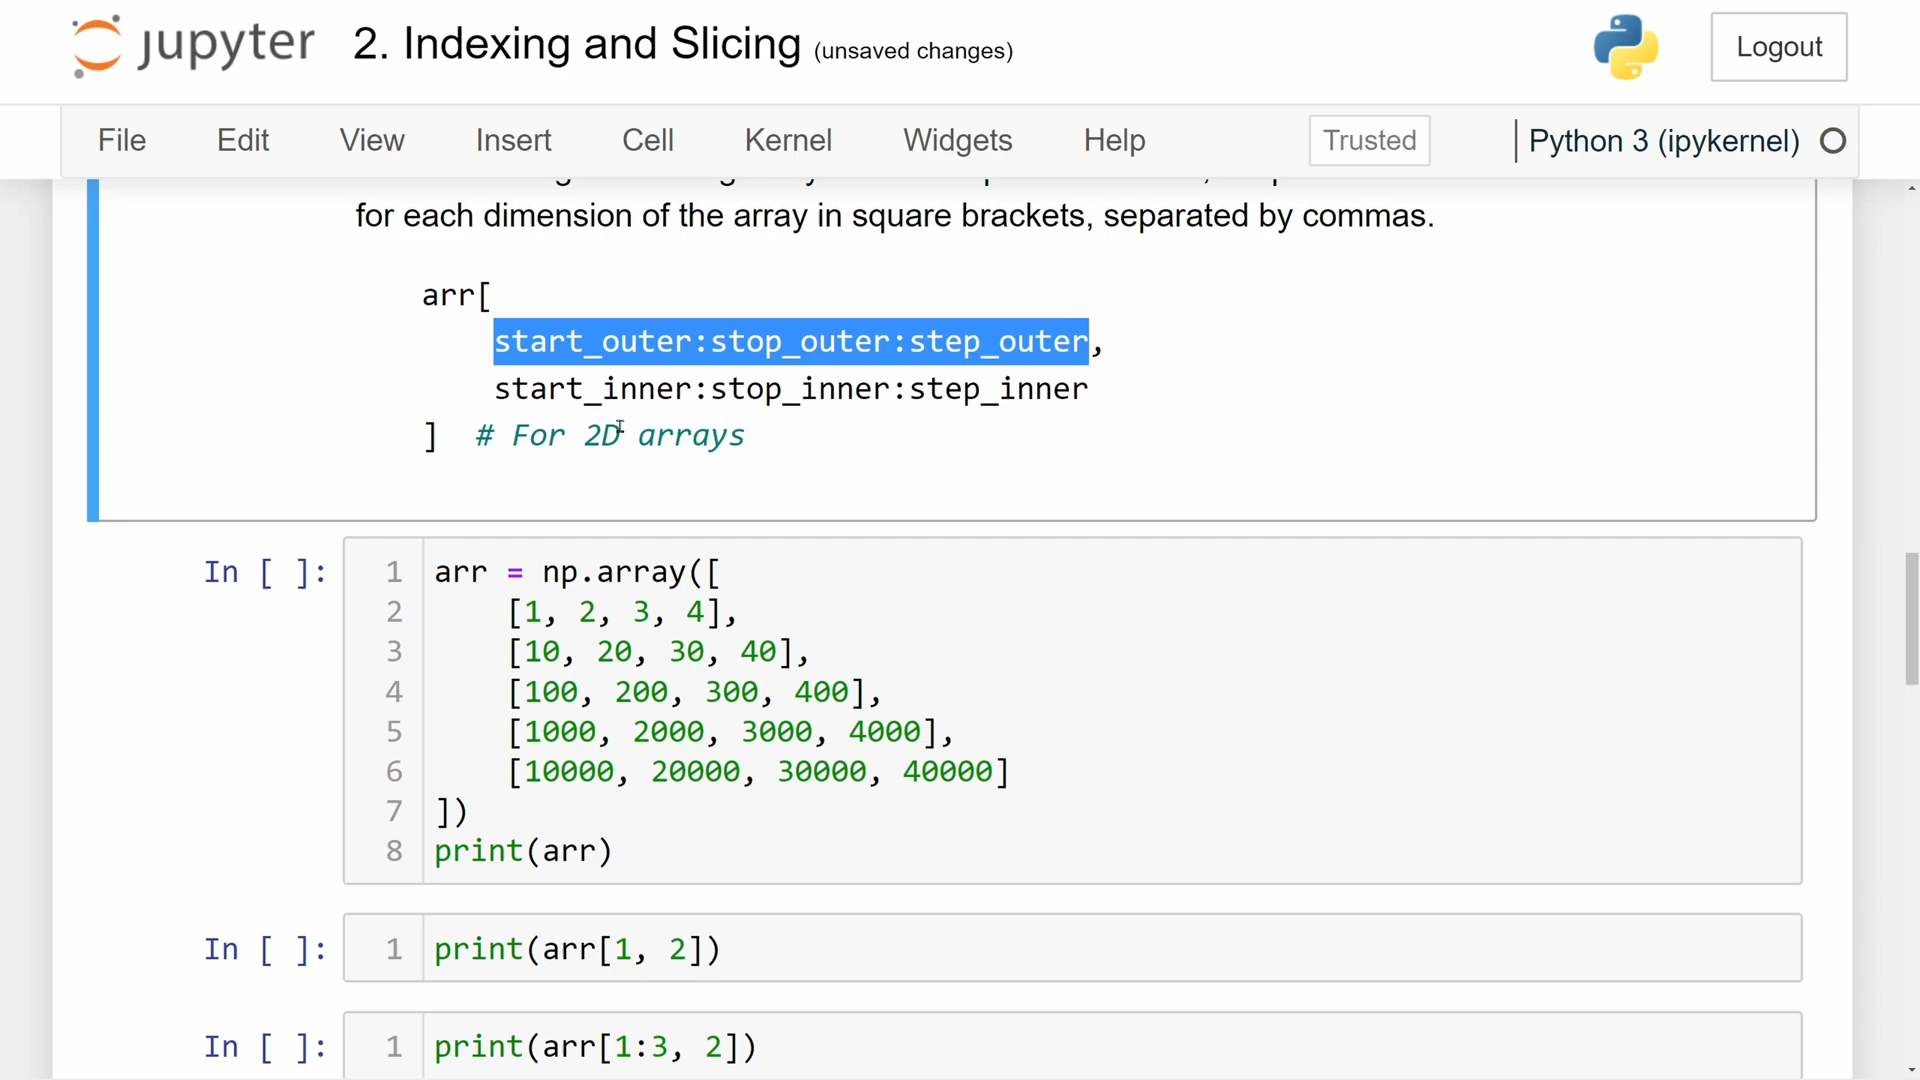 jupyter 2. Indexing and Slicing (unsaved changes) Logout
File Edit View Insert Cell Kernel Widgets Help Trusted Python 3 (ipykernel)
for each dimension of the array in square brackets, separated by commas.
arr[
start_outer:stop_outer:step_outer,
start_inner:stop_inner:step_inner
] # For 2D arrays
In [ ]: 1 arr = np.array([
2 [1, 2, 3, 4],
3 [10, 20, 30, 40],
4 [100, 200, 300, 400],
5 [1000, 2000, 3000, 4000],
6 [10000, 20000, 30000, 40000]
7 ])
8 print(arr)
In [ ]: 1 print(arr[1, 2])
In [ ]: 1 print(arr[1:3, 2])